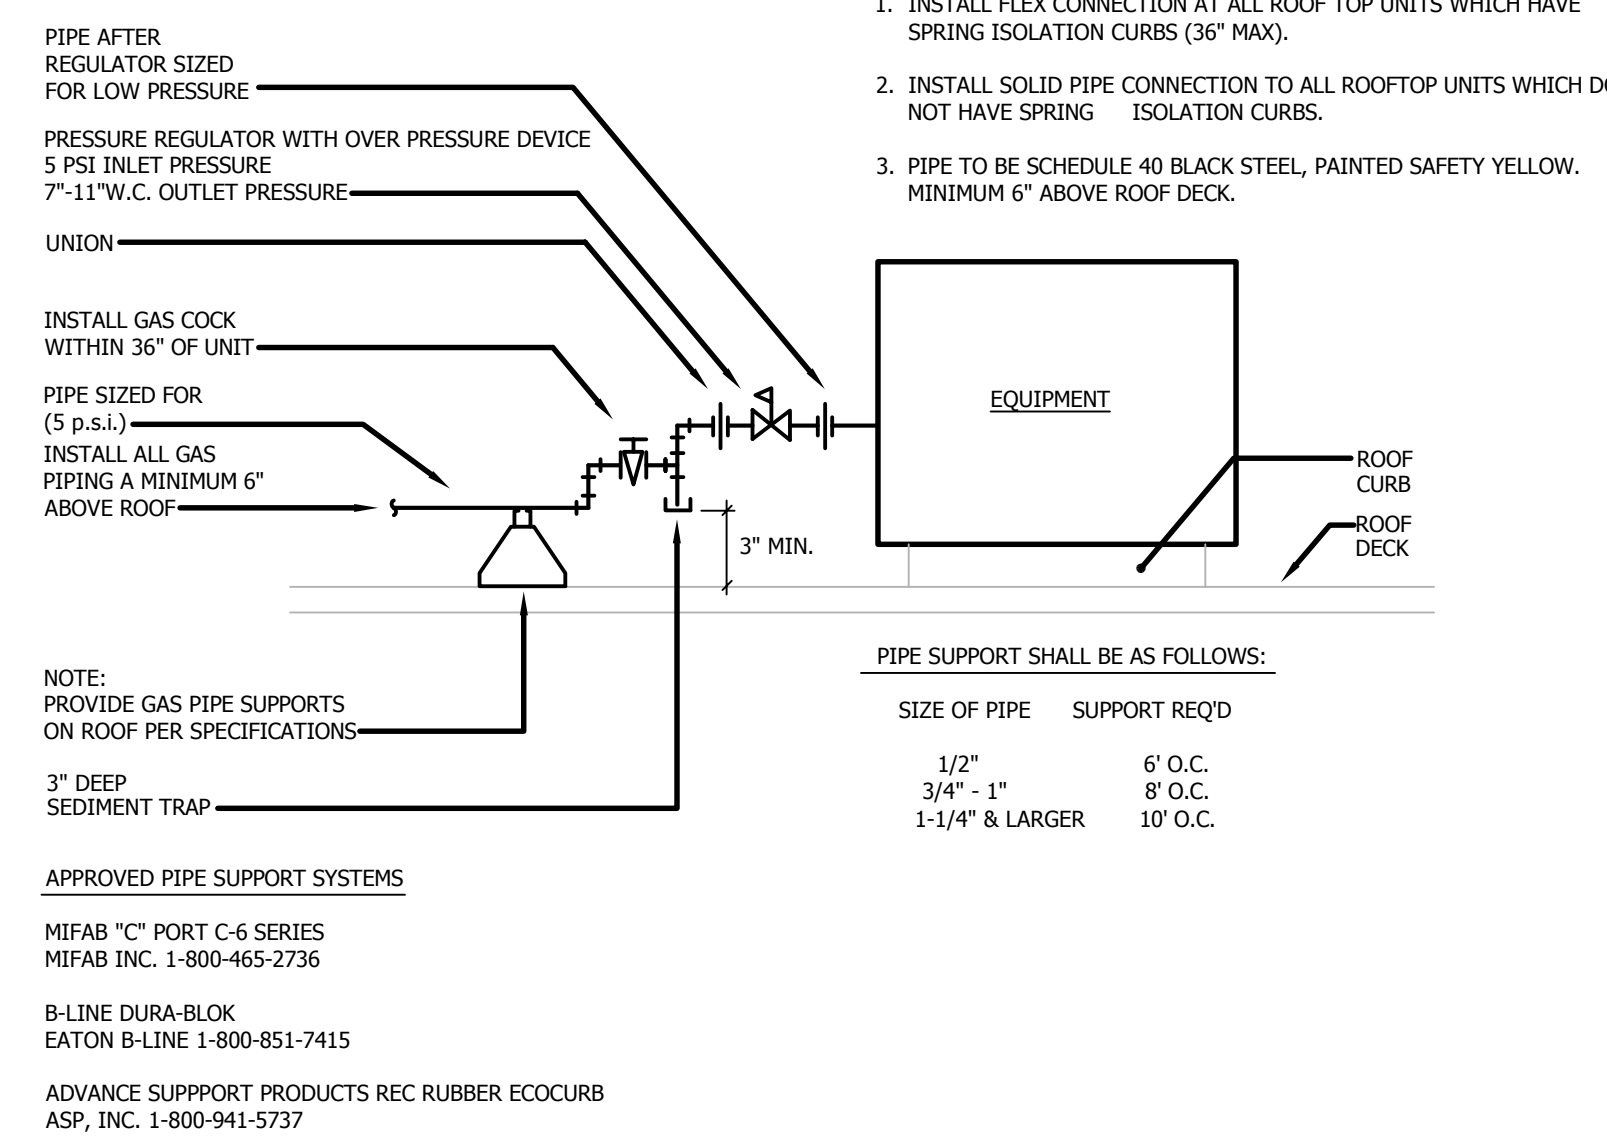 PIPE AFTER
REGULATOR SIZED
FOR LOW PRESSURE
PRESSURE REGULATOR WITH OVER PRESSURE DEVICE
5 PSI INLET PRESSURE
7"-11"W.C. OUTLET PRESSURE
UNION
INSTALL GAS COCK
WITHIN 36" OF UNIT
PIPE SIZED FOR
(5 p.s.i.)
INSTALL ALL GAS
PIPING A MINIMUM 6"
ABOVE ROOF
1. INSTALL FLEX CONNECTION AT ALL ROOF TOP UNITS WHICH HAVE
SPRING ISOLATION CURBS (36" MAX).
2. INSTALL SOLID PIPE CONNECTION TO ALL ROOFTOP UNITS WHICH DO
NOT HAVE SPRING ISOLATION CURBS.
3. PIPE TO BE SCHEDULE 40 BLACK STEEL, PAINTED SAFETY YELLOW.
MINIMUM 6" ABOVE ROOF DECK.
EQUIPMENT
ROOF
CURB
ROOF
DECK
3" MIN.
NOTE:
PROVIDE GAS PIPE SUPPORTS
ON ROOF PER SPECIFICATIONS
3" DEEP
SEDIMENT TRAP
PIPE SUPPORT SHALL BE AS FOLLOWS:
SIZE OF PIPE SUPPORT REQ'D
1/2" 6' O.C.
3/4" - 1" 8' O.C.
1-1/4" & LARGER 10' O.C.
APPROVED PIPE SUPPORT SYSTEMS
MIFAB "C" PORT C-6 SERIES
MIFAB INC. 1-800-465-2736
B-LINE DURA-BLOK
EATON B-LINE 1-800-851-7415
ADVANCE SUPPPORT PRODUCTS REC RUBBER ECOCURB
ASP, INC. 1-800-941-5737